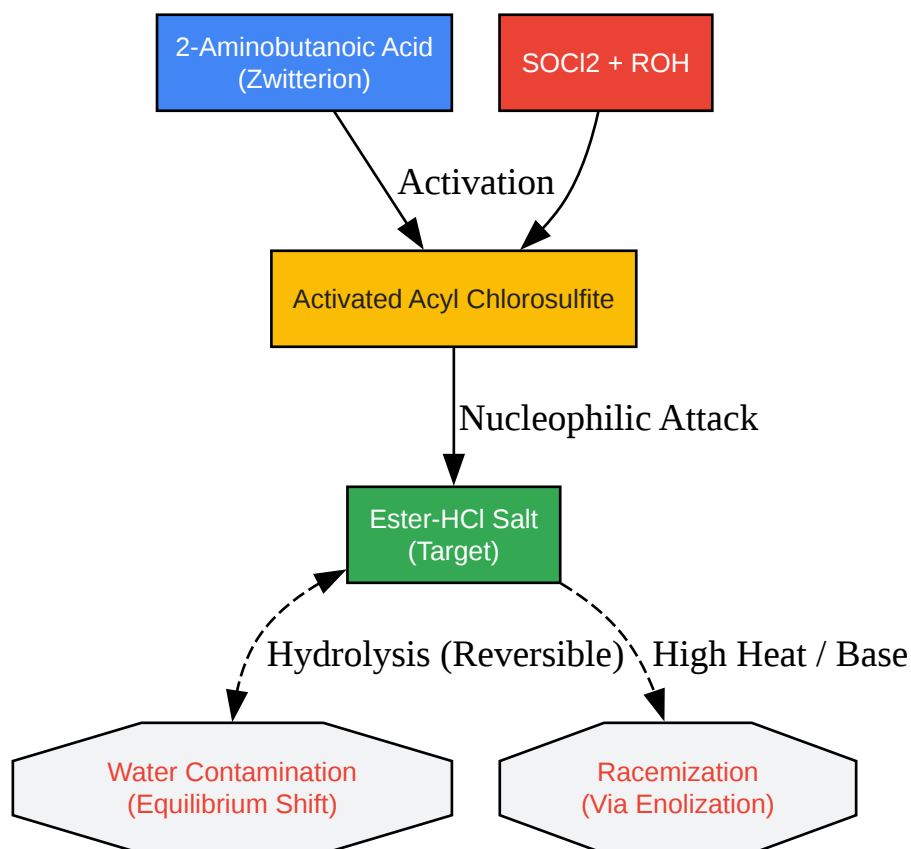 2-Aminobutanoic Acid
(Zwitterion)
SOCl2 + ROH
Activation
Activated Acyl Chlorosulfite
Nucleophilic Attack
Ester-HCl Salt
(Target)
Hydrolysis (Reversible)
High Heat / Base
Water Contamination
(Equilibrium Shift)
Racemization
(Via Enolization)